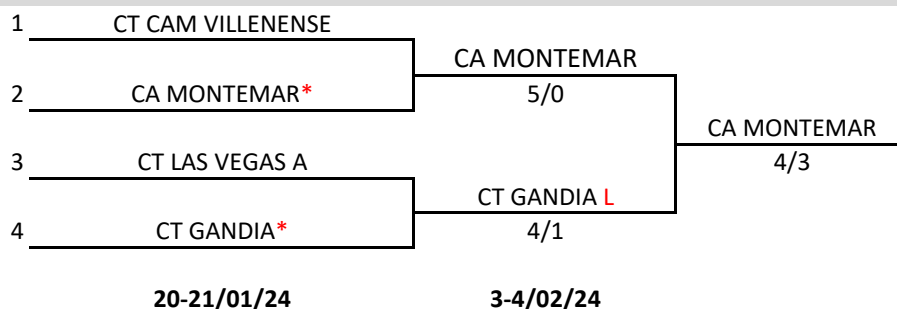 1 CT CAM VILLENENSE
CA MONTEMAR
2 CA MONTEMAR* 5/0
CA MONTEMAR
3 CT LAS VEGAS A 4/3
CT GANDIA L
4 CT GANDIA* 4/1
20-21/01/24 3-4/02/24